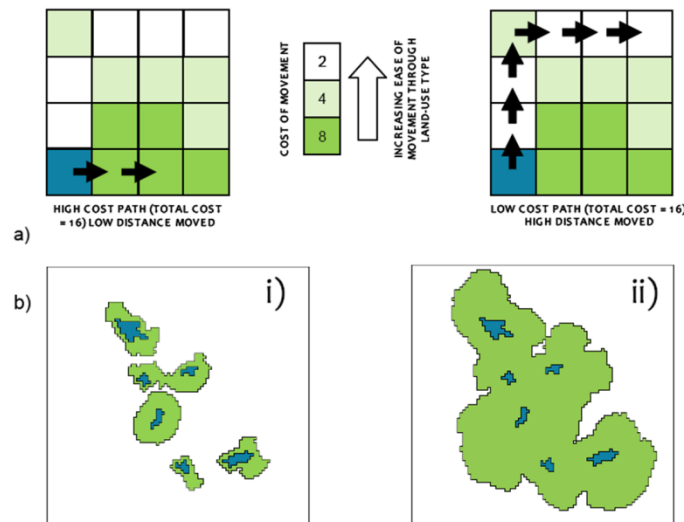 COST OF MOVEMENT
2
4
8
INCREASING EASE OF
MOVEMENT THROUGH
LAND-USE TYPE
HIGH COST PATH (TOTAL COST
= 16) LOW DISTANCE MOVED
LOW COST PATH (TOTAL COST = 16)
HIGH DISTANCE MOVED
a)
b)
i)
ii)